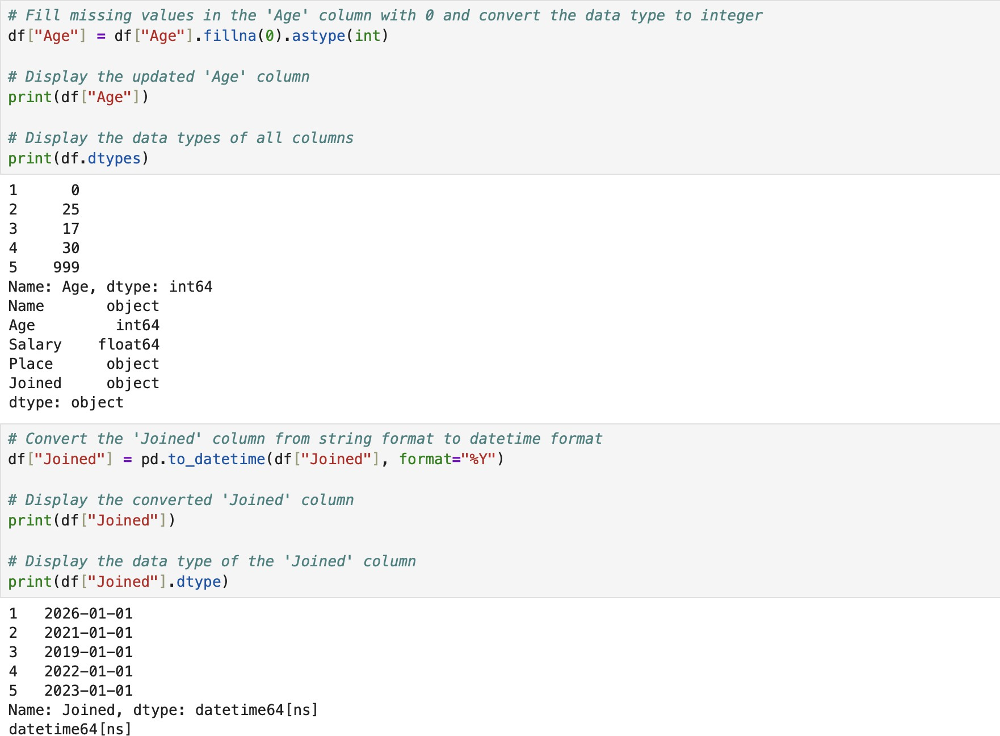 # Fill missing values in the 'Age' column with 0 and convert the data type to integer
df["Age"] = df["Age"].fillna(0).astype(int)
# Display the updated 'Age' column
print(df["Age"])
# Display the data types of all columns
print(df.dtypes)
1      0
2     25
3     17
4     30
5    999
Name: Age, dtype: int64
Name       object
Age         int64
Salary    float64
Place      object
Joined     object
dtype: object
# Convert the 'Joined' column from string format to datetime format
df["Joined"] = pd.to_datetime(df["Joined"], format="%Y")
# Display the converted 'Joined' column
print(df["Joined"])
# Display the data type of the 'Joined' column
print(df["Joined"].dtype)
1   2026-01-01
2   2021-01-01
3   2019-01-01
4   2022-01-01
5   2023-01-01
Name: Joined, dtype: datetime64[ns]
datetime64[ns]